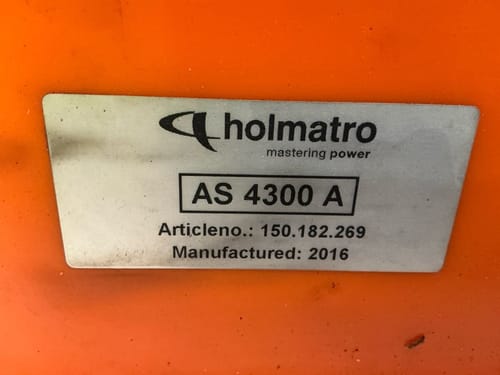 holmatro
mastering power
AS 4300 A
Articleno.: 150.182.269
Manufactured: 2016